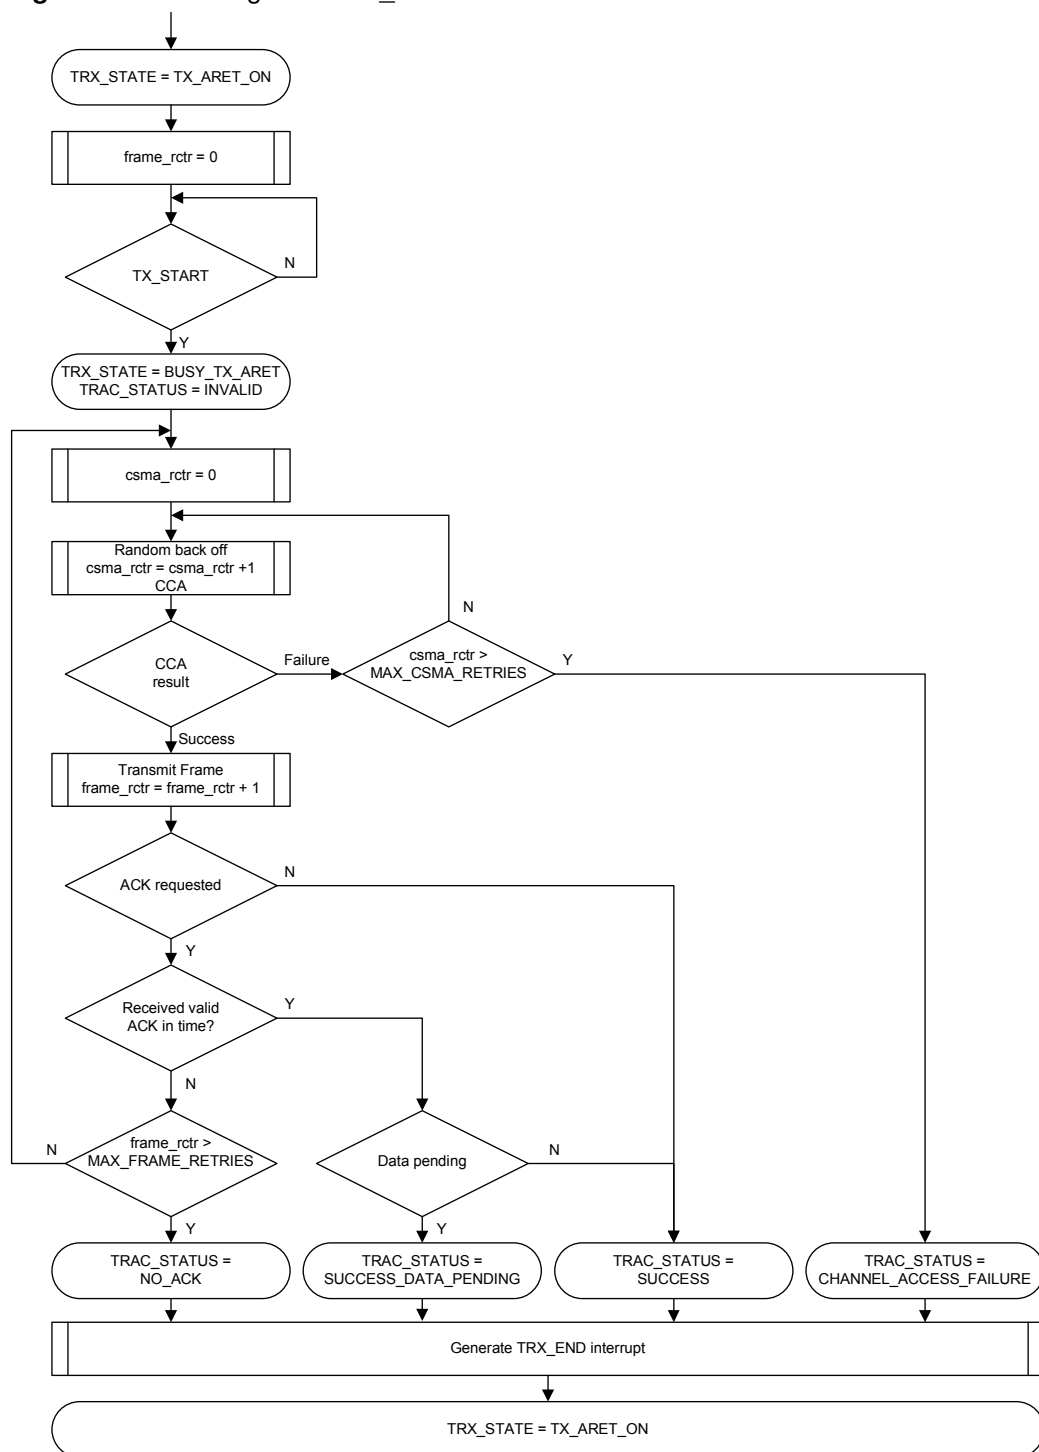 TRX_STATE = TX_ARET_ON
frame_rctr = 0
TX_START
N
Y
TRX_STATE = BUSY_TX_ARET
TRAC_STATUS = INVALID
csma_rctr = 0
Random back off
csma_rctr = csma_rctr +1
CCA
N
CCA
result
Failure
csma_rctr >
MAX_CSMA_RETRIES
Y
Success
Transmit Frame
frame_rctr = frame_rctr + 1
ACK requested
N
Y
Received valid
ACK in time?
Y
N
N
frame_rctr >
MAX_FRAME_RETRIES
Data pending
N
Y
Y
TRAC_STATUS =
NO_ACK
TRAC_STATUS =
SUCCESS_DATA_PENDING
TRAC_STATUS =
SUCCESS
TRAC_STATUS =
CHANNEL_ACCESS_FAILURE
Generate TRX_END interrupt
TRX_STATE = TX_ARET_ON